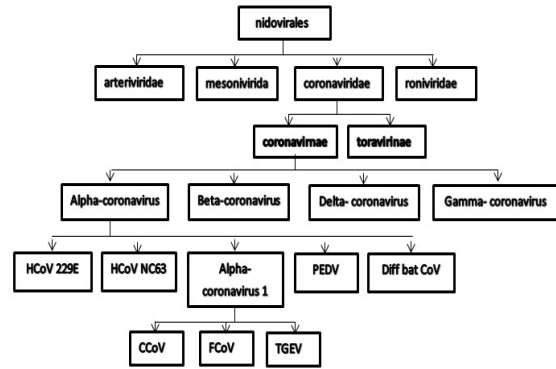 nidovirales
arteriviridae
mesonivirida
coronaviridae
roniviridae
coronavirnae
toravirinae
Alpha-coronavirus
Beta-coronavirus
Delta- coronavirus
Gamma- coronavirus
HCoV 229E
HCoV NC63
Alpha-
coronavirus 1
PEDV
Diff bat CoV
CCoV
FCoV
TGEV